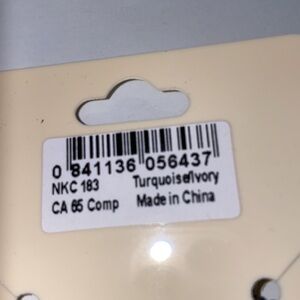 0 841136 056437
NKC 183 Turquoise/Ivory
CA 65 Comp Made in China